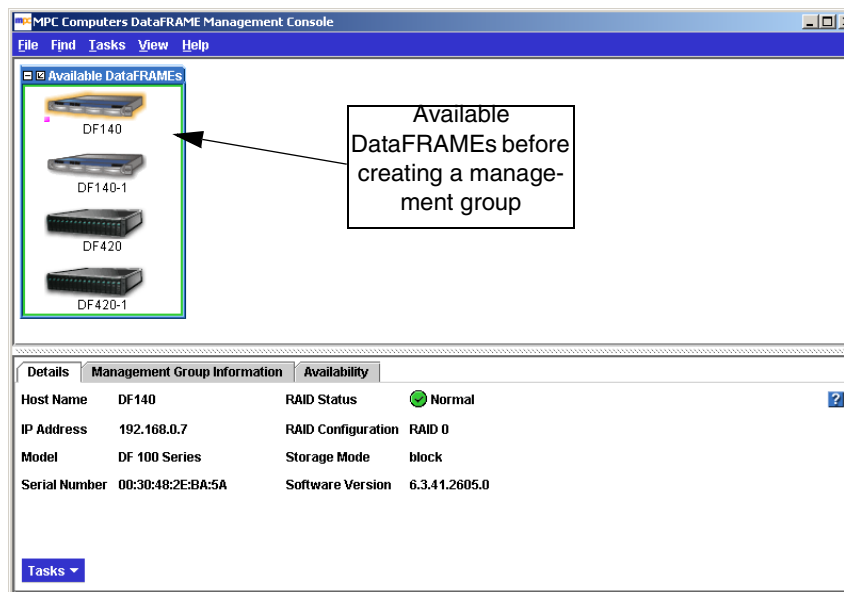 mpc MPC Computers DataFRAME Management Console
File Find Tasks View Help
Available DataFRAMEs
DF140
DF140-1
DF420
DF420-1
Available
DataFRAMEs before
creating a manage-
ment group
Details Management Group Information Availability
Host Name DF140 RAID Status Normal ?
IP Address 192.168.0.7 RAID Configuration RAID 0
Model DF 100 Series Storage Mode block
Serial Number 00:30:48:2E:BA:5A Software Version 6.3.41.2605.0
Tasks